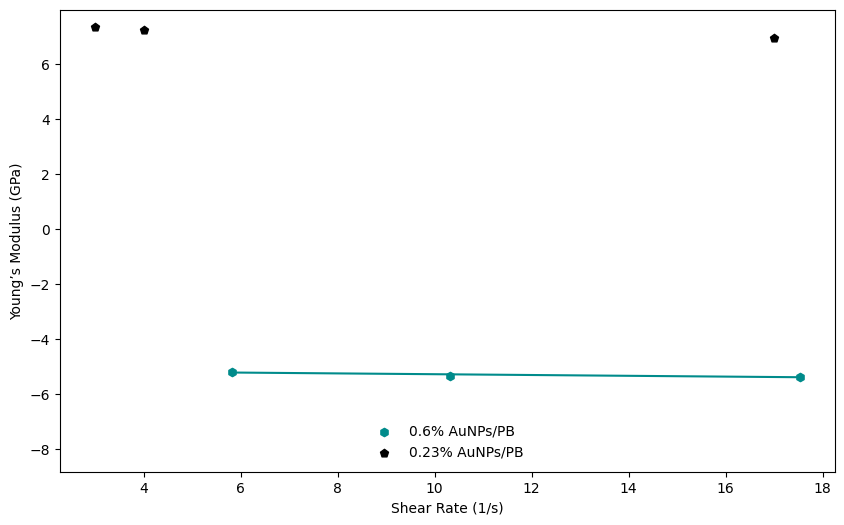 6
4
2
0
−2
−4
−6
−8
Young’s Modulus (GPa)
0.6% AuNPs/PB
0.23% AuNPs/PB
4 6 8 10 12 14 16 18
Shear Rate (1/s)